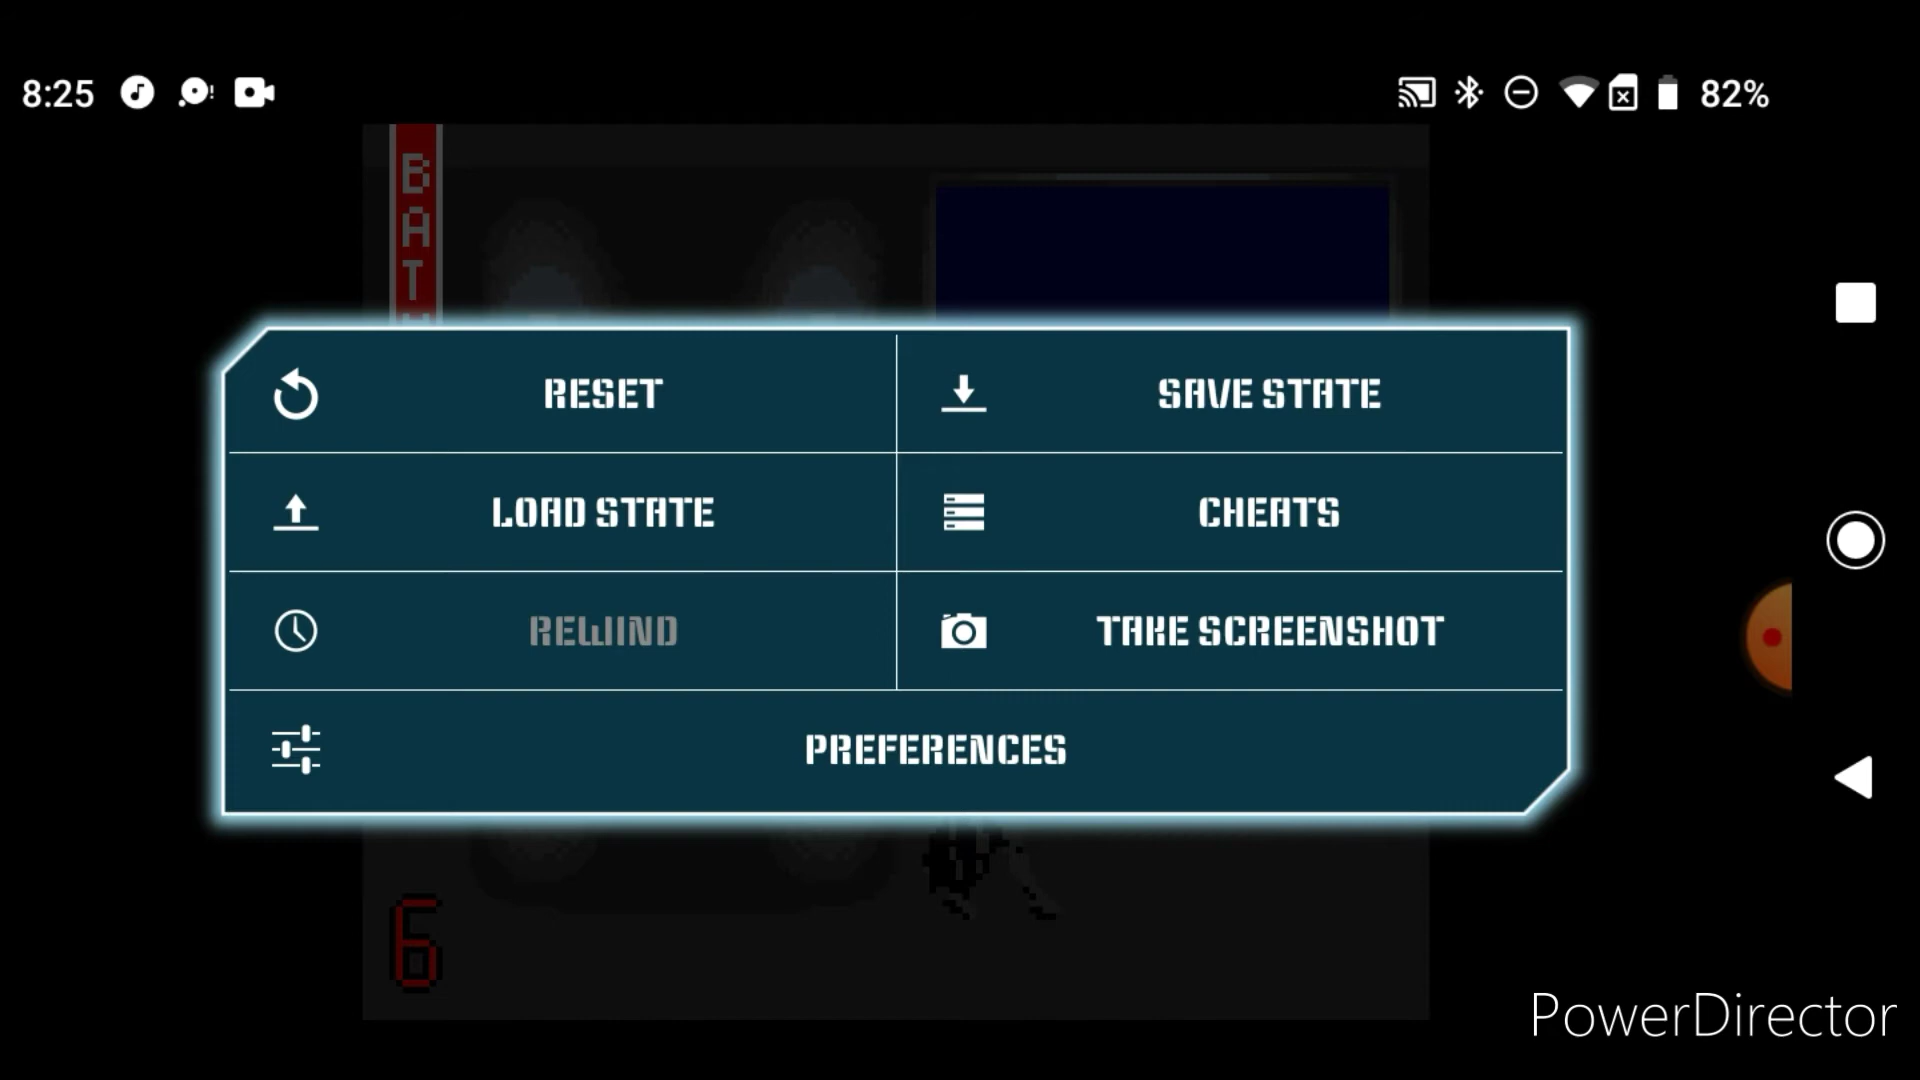 8:25
82%
BAT
RESET
SAVE STATE
LOAD STATE
CHEATS
REWIND
TAKE SCREENSHOT
PREFERENCES
6
PowerDirector